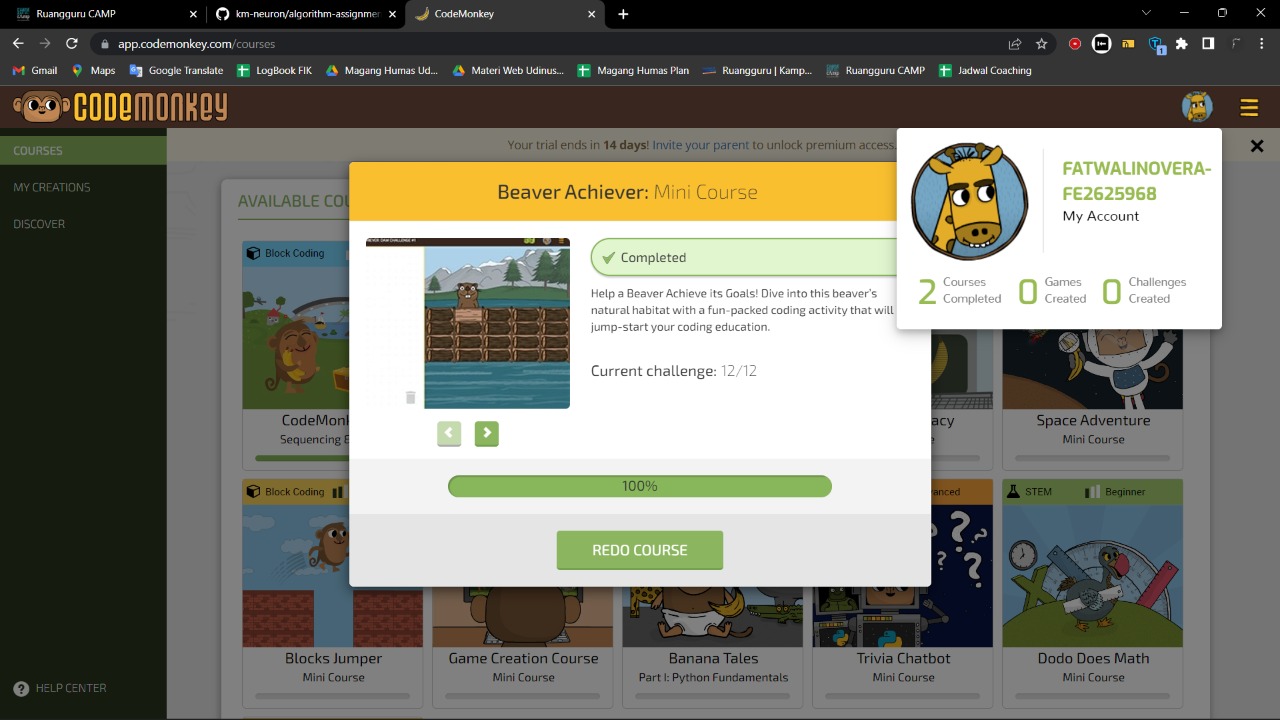 Ruangguru CAMP
km-neuron/algorithm-assignmer
CodeMonkey
app.codemonkey.com/courses
1
Gmail
Maps
Google Translate
LogBook FIK
Magang Humas Ud...
Materi Web Udinus...
Magang Humas Plan
Ruangguru | Kamp...
Ruangguru CAMP
Jadwal Coaching
CODEMONKEY
COURSES
MY CREATIONS
DISCOVER
HELP CENTER
Your trial ends in 14 days! Invite your parent to unlock premium access.
FATWALINOVERA-
FE2625968
My Account
2 Courses Completed
0 Games Created
0 Challenges Created
AVAILABLE COU
Beaver Achiever: Mini Course
Completed
Help a Beaver Achieve its Goals! Dive into this beaver's
natural habitat with a fun-packed coding activity that will
jump-start your coding education.
Current challenge: 12/12
100%
REDO COURSE
Block Coding
CodeMonk
Sequencing &
acy
Space Adventure
Mini Course
Block Coding
Blocks Jumper
Mini Course
Game Creation Course
Mini Course
Banana Tales
Part I: Python Fundamentals
anced
Trivia Chatbot
Mini Course
STEM
Beginner
Dodo Does Math
Mini Course